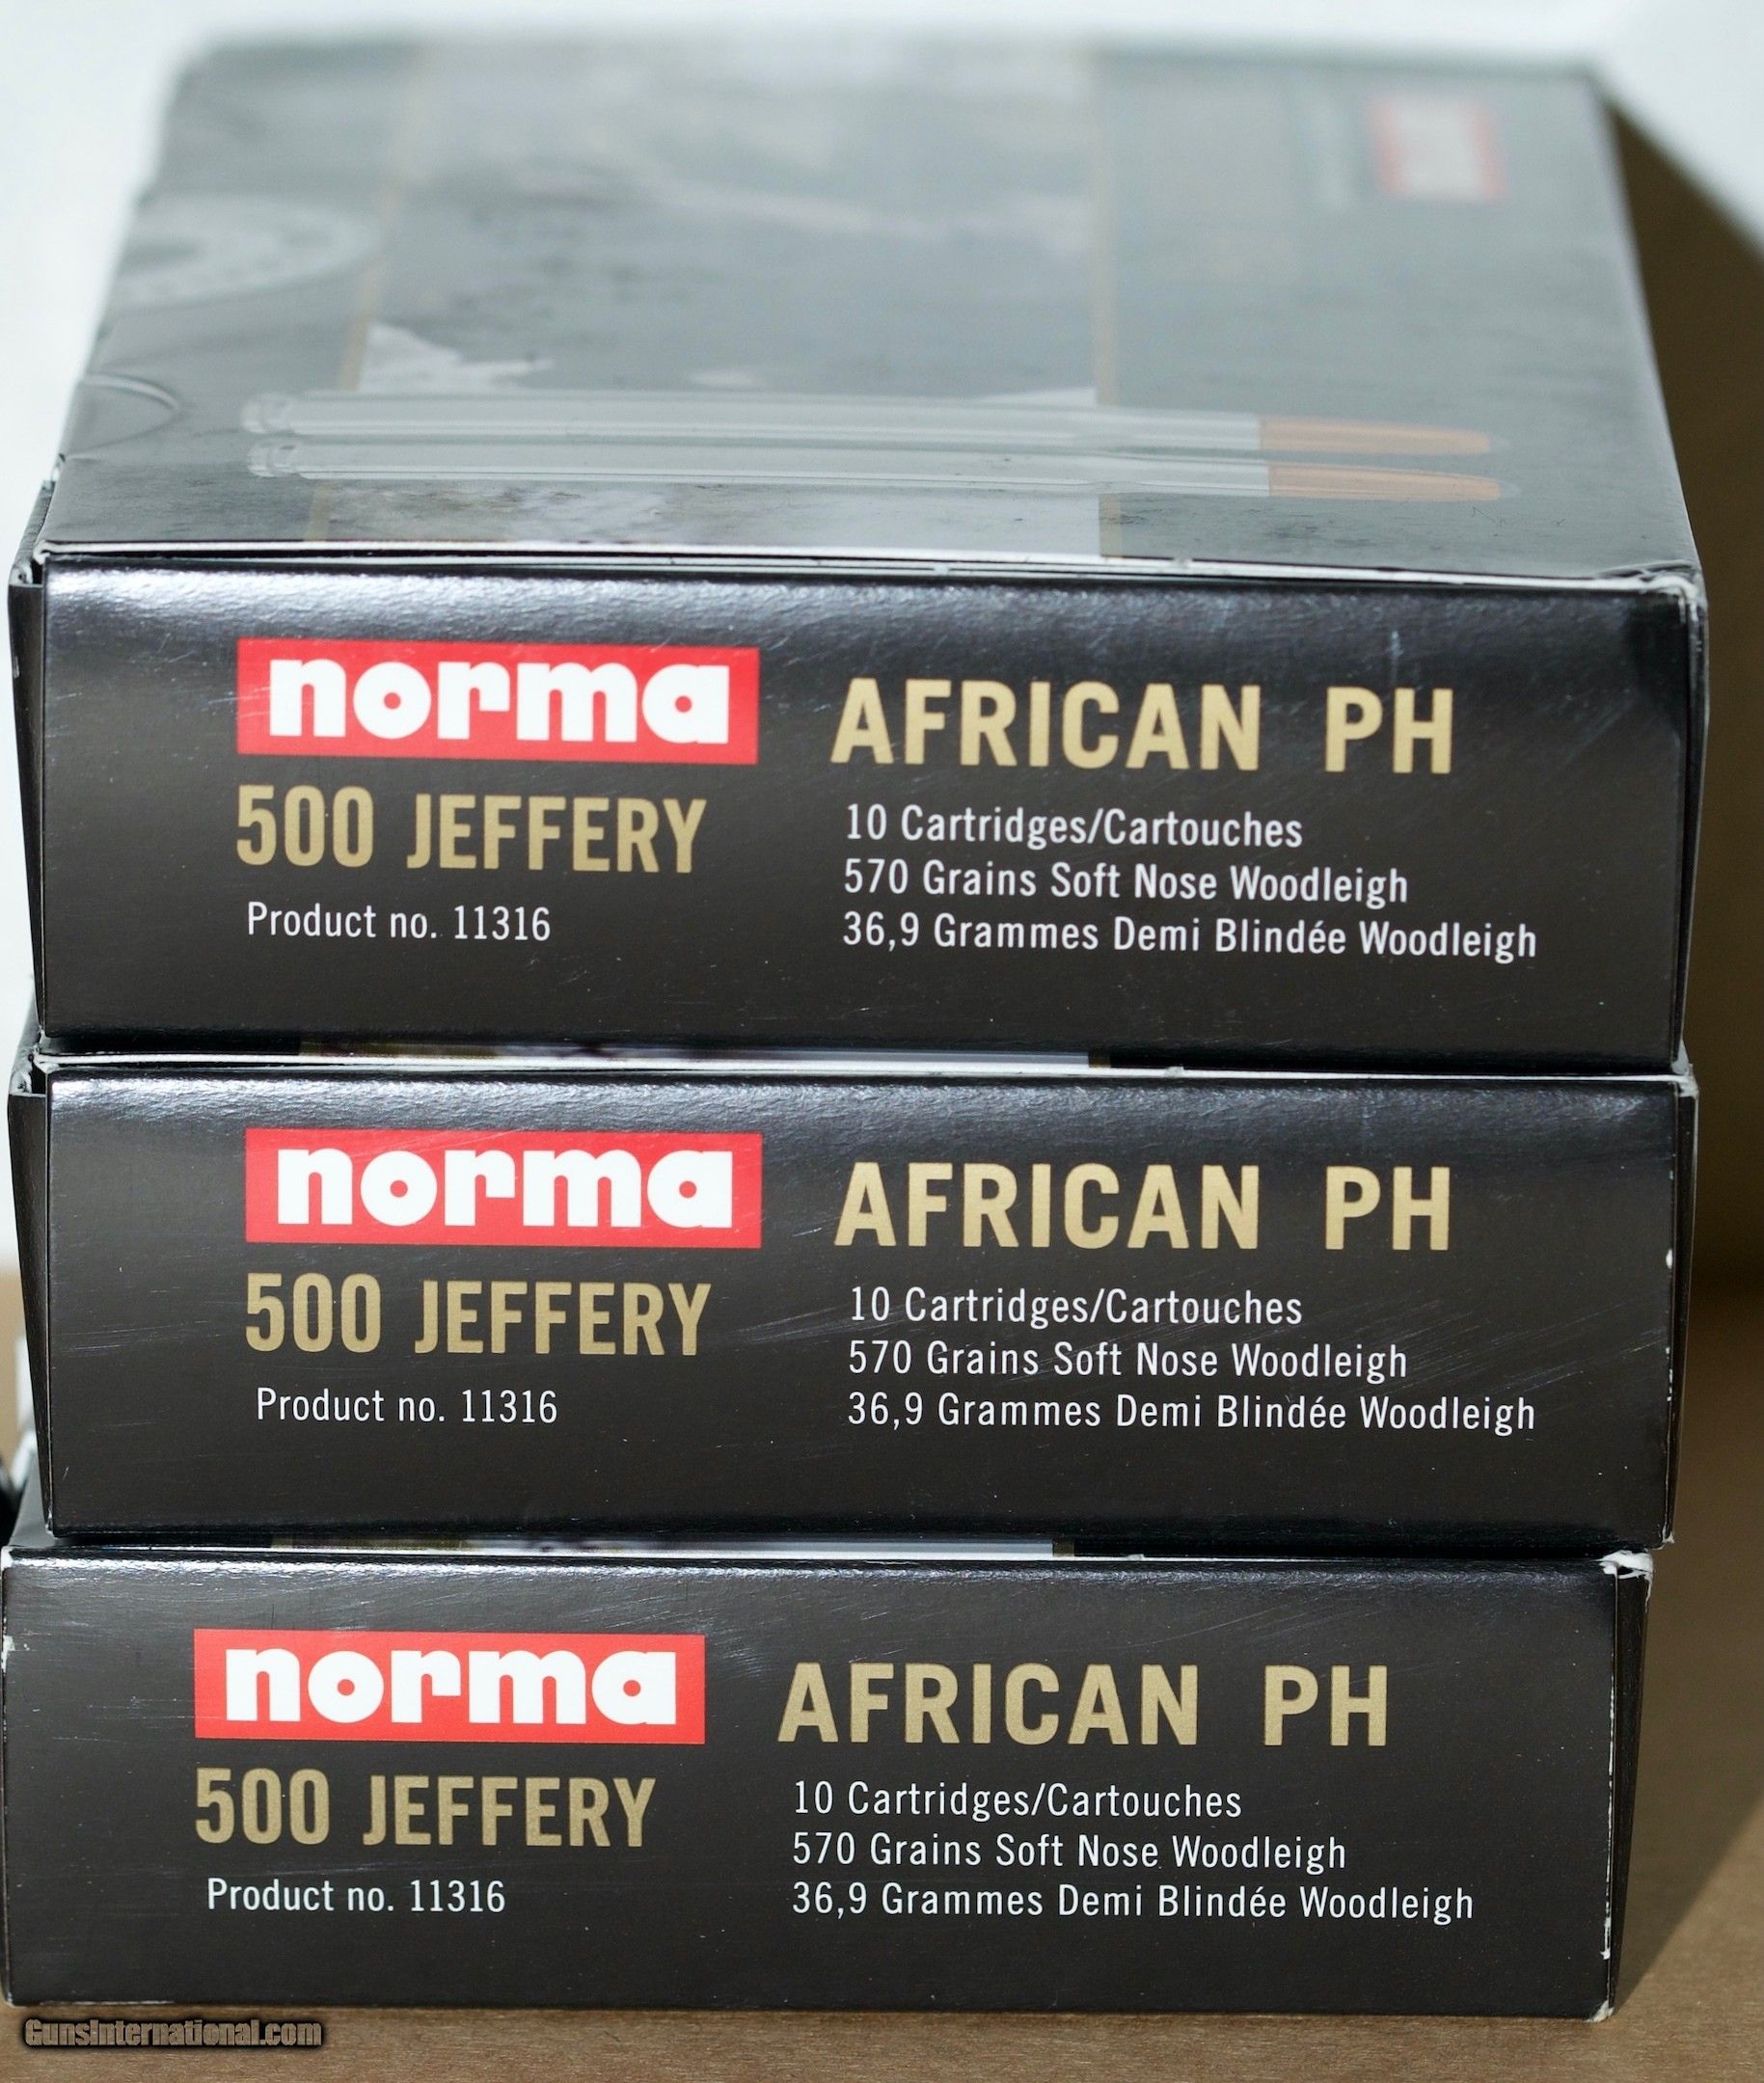 norma
AFRICAN PH
500 JEFFERY
10 Cartridges/Cartouches
570 Grains Soft Nose Woodleigh
Product no. 11316
36,9 Grammes Demi Blindée Woodleigh
norma
AFRICAN PH
500 JEFFERY
10 Cartridges/Cartouches
570 Grains Soft Nose Woodleigh
Product no. 11316
36,9 Grammes Demi Blindée Woodleigh
norma
AFRICAN PH
500 JEFFERY
10 Cartridges/Cartouches
570 Grains Soft Nose Woodleigh
Product no. 11316
36,9 Grammes Demi Blindée Woodleigh
GunsInternational.com